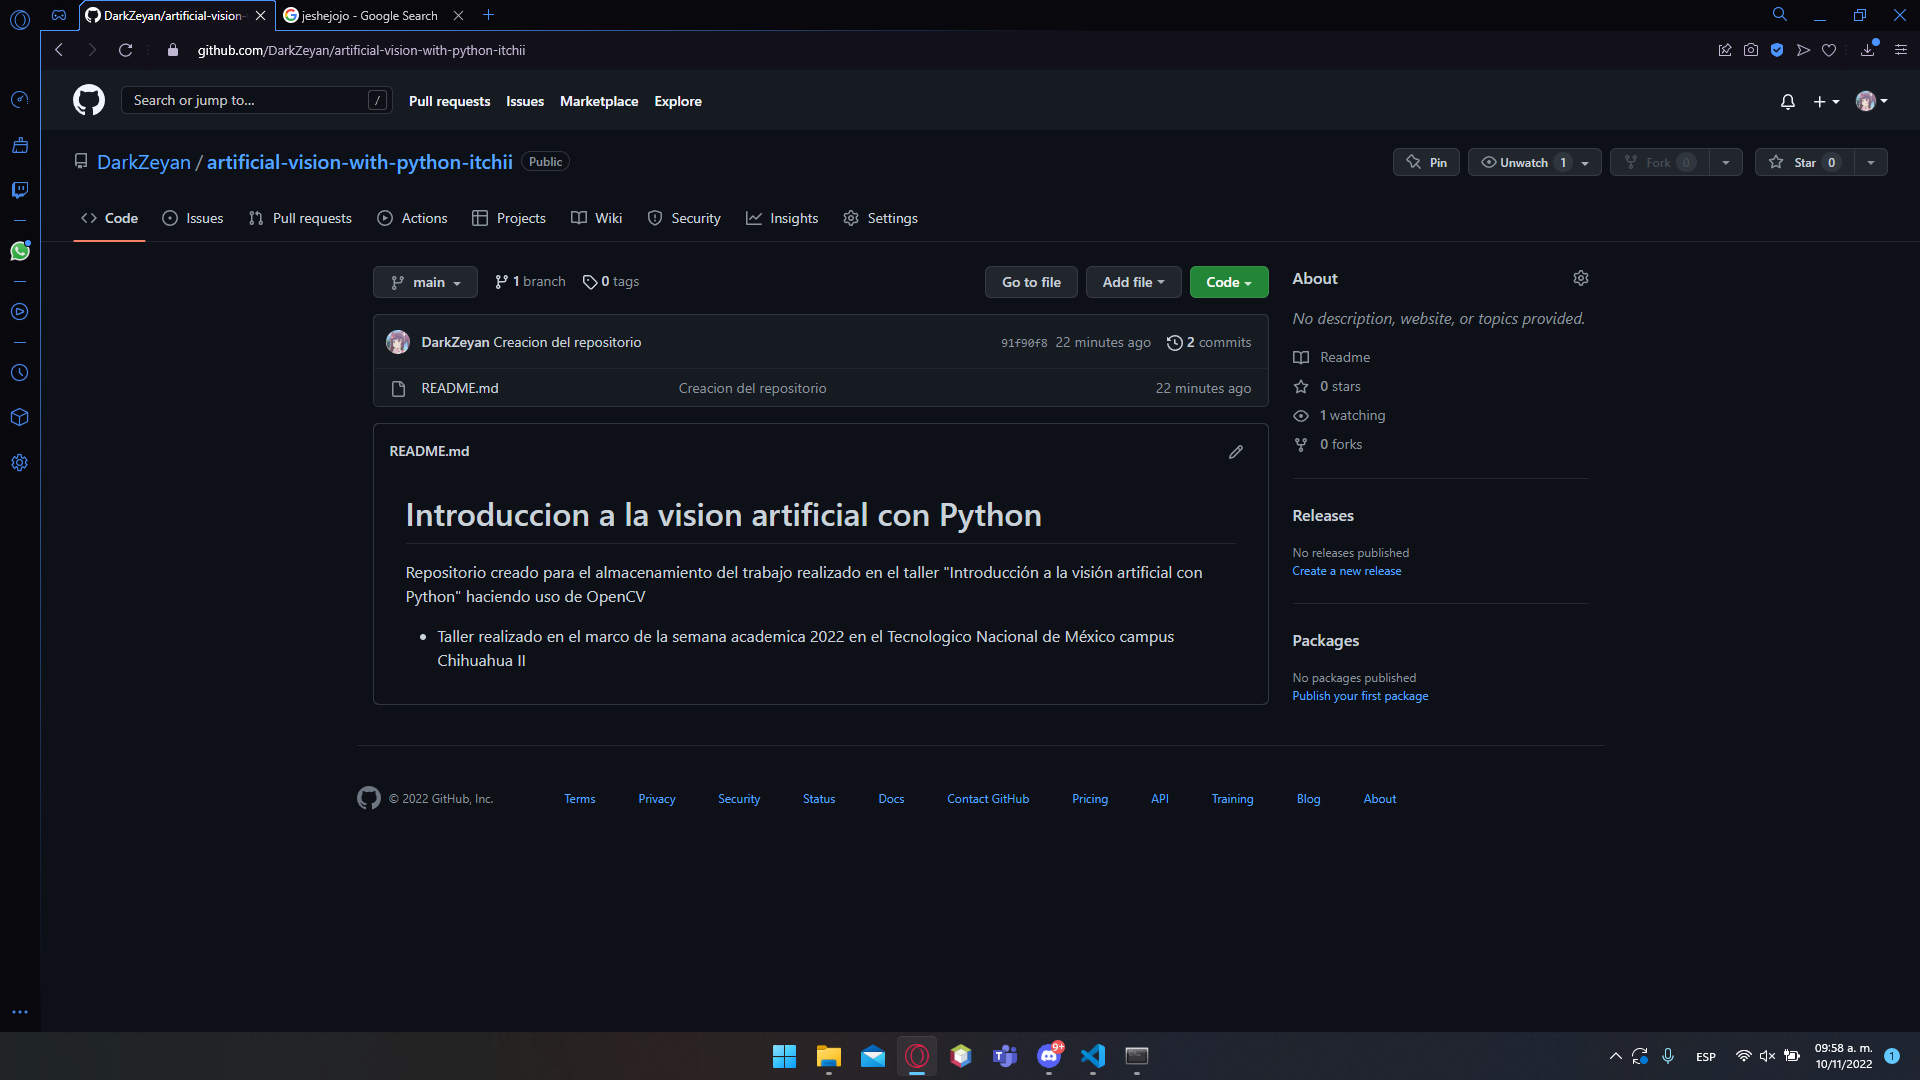 DarkZeyan/artificial-vision-
jeshejojo - Google Search
github.com/DarkZeyan/artificial-vision-with-python-itchii
Search or jump to...
/
Pull requests
Issues
Marketplace
Explore
DarkZeyan / artificial-vision-with-python-itchii
Public
Pin
Unwatch 1
Fork 0
Star 0
Code
Issues
Pull requests
Actions
Projects
Wiki
Security
Insights
Settings
main
1 branch
0 tags
Go to file
Add file
Code
DarkZeyan Creacion del repositorio
91f90f8 22 minutes ago
2 commits
README.md
Creacion del repositorio
22 minutes ago
README.md
Introduccion a la vision artificial con Python
Repositorio creado para el almacenamiento del trabajo realizado en el taller "Introducción a la visión artificial con
Python" haciendo uso de OpenCV
• Taller realizado en el marco de la semana academica 2022 en el Tecnologico Nacional de México campus
Chihuahua II
About
No description, website, or topics provided.
Readme
0 stars
1 watching
0 forks
Releases
No releases published
Create a new release
Packages
No packages published
Publish your first package
© 2022 GitHub, Inc.
Terms
Privacy
Security
Status
Docs
Contact GitHub
Pricing
API
Training
Blog
About
9+
ESP
09:58 a. m.
10/11/2022
1